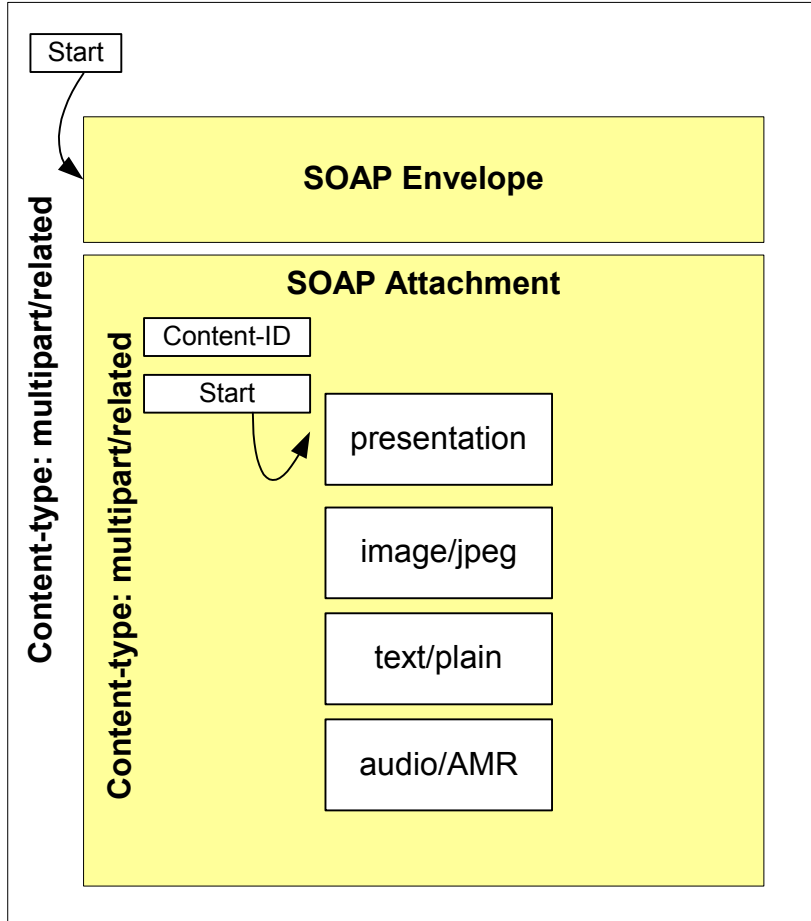 Start
SOAP Envelope
Content-type: multipart/related
SOAP Attachment
Content-ID
Start
Content-type: multipart/related
presentation
image/jpeg
text/plain
audio/AMR